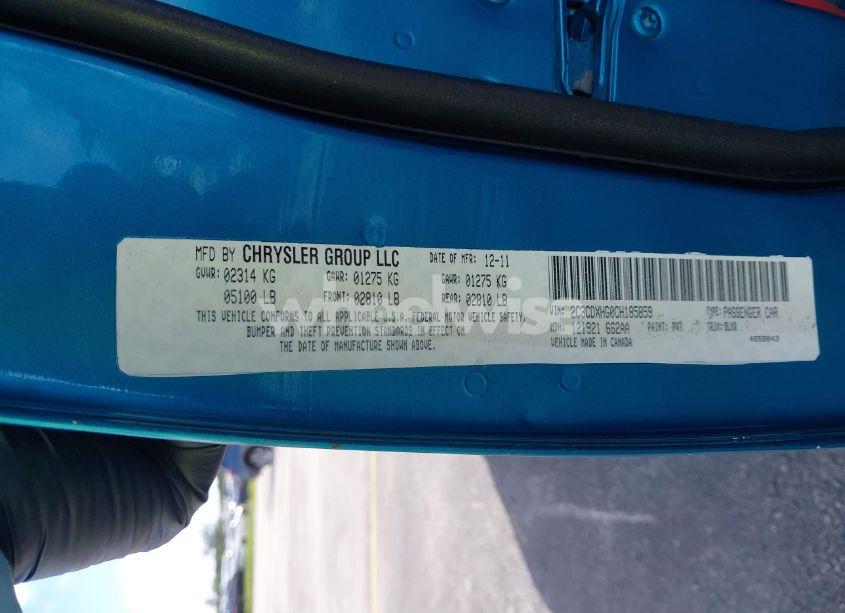 MFD BY CHRYSLER GROUP LLC DATE OF MFR: 12-11
GVWR: 02314 KG GAWR: 01275 KG GAWR: 01275 KG
05100 LB FRONT: 02810 LB REAR: 02810 LB
THIS VEHICLE CONFORMS TO ALL APPLICABLE U.S.A. FEDERAL MOTOR VEHICLE SAFETY,
BUMPER AND THEFT PREVENTION STANDARDS IN EFFECT ON
THE DATE OF MANUFACTURE SHOWN ABOVE.
VIN: 2C3CDXHG0CH185859 TYPE: PASSENGER CAR
MDH: 121921 662AA PAINT: TRIM:
VEHICLE MADE IN CANADA 4658843